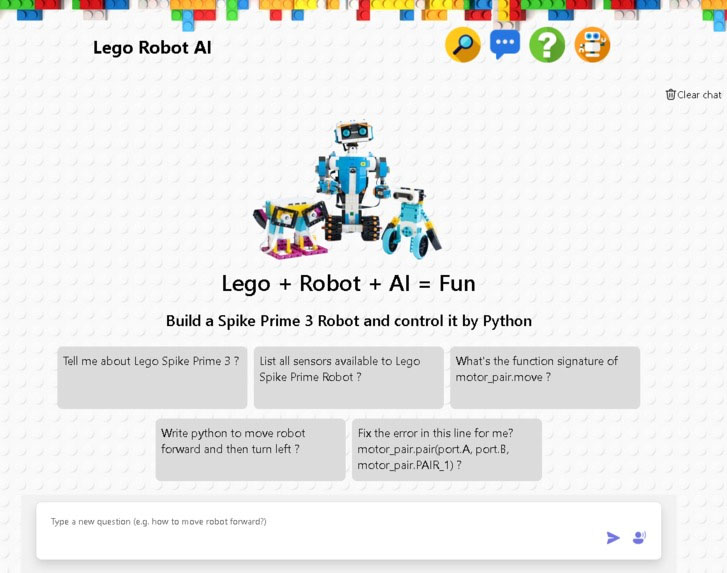 Lego Robot AI
Clear chat
Lego + Robot + AI = Fun
Build a Spike Prime 3 Robot and control it by Python
Tell me about Lego Spike Prime 3 ?
List all sensors available to Lego
Spike Prime Robot ?
What's the function signature of
motor_pair.move ?
Write python to move robot
forward and then turn left ?
Fix the error in this line for me?
motor_pair.pair(port.A, port.B,
motor_pair.PAIR_1) ?
Type a new question (e.g. how to move robot forward?)